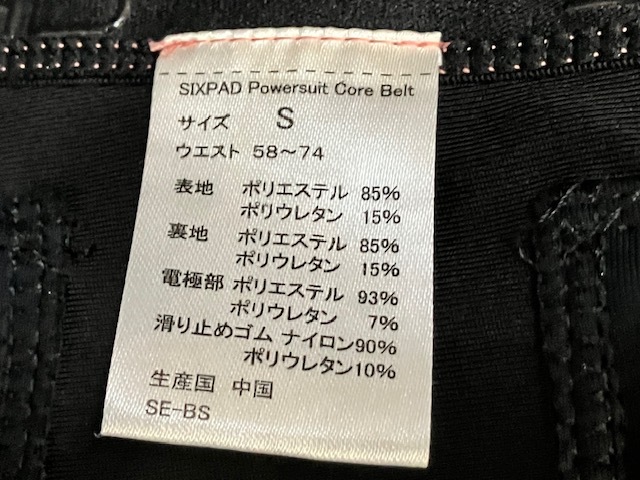 SIXPAD Powersuit Core Belt
サイズ S
ウエスト 58～74
表地 ポリエステル 85%
ポリウレタン 15%
裏地 ポリエステル 85%
ポリウレタン 15%
電極部 ポリエステル 93%
ポリウレタン 7%
滑り止めゴム ナイロン90%
ポリウレタン10%
生産国 中国
SE-BS